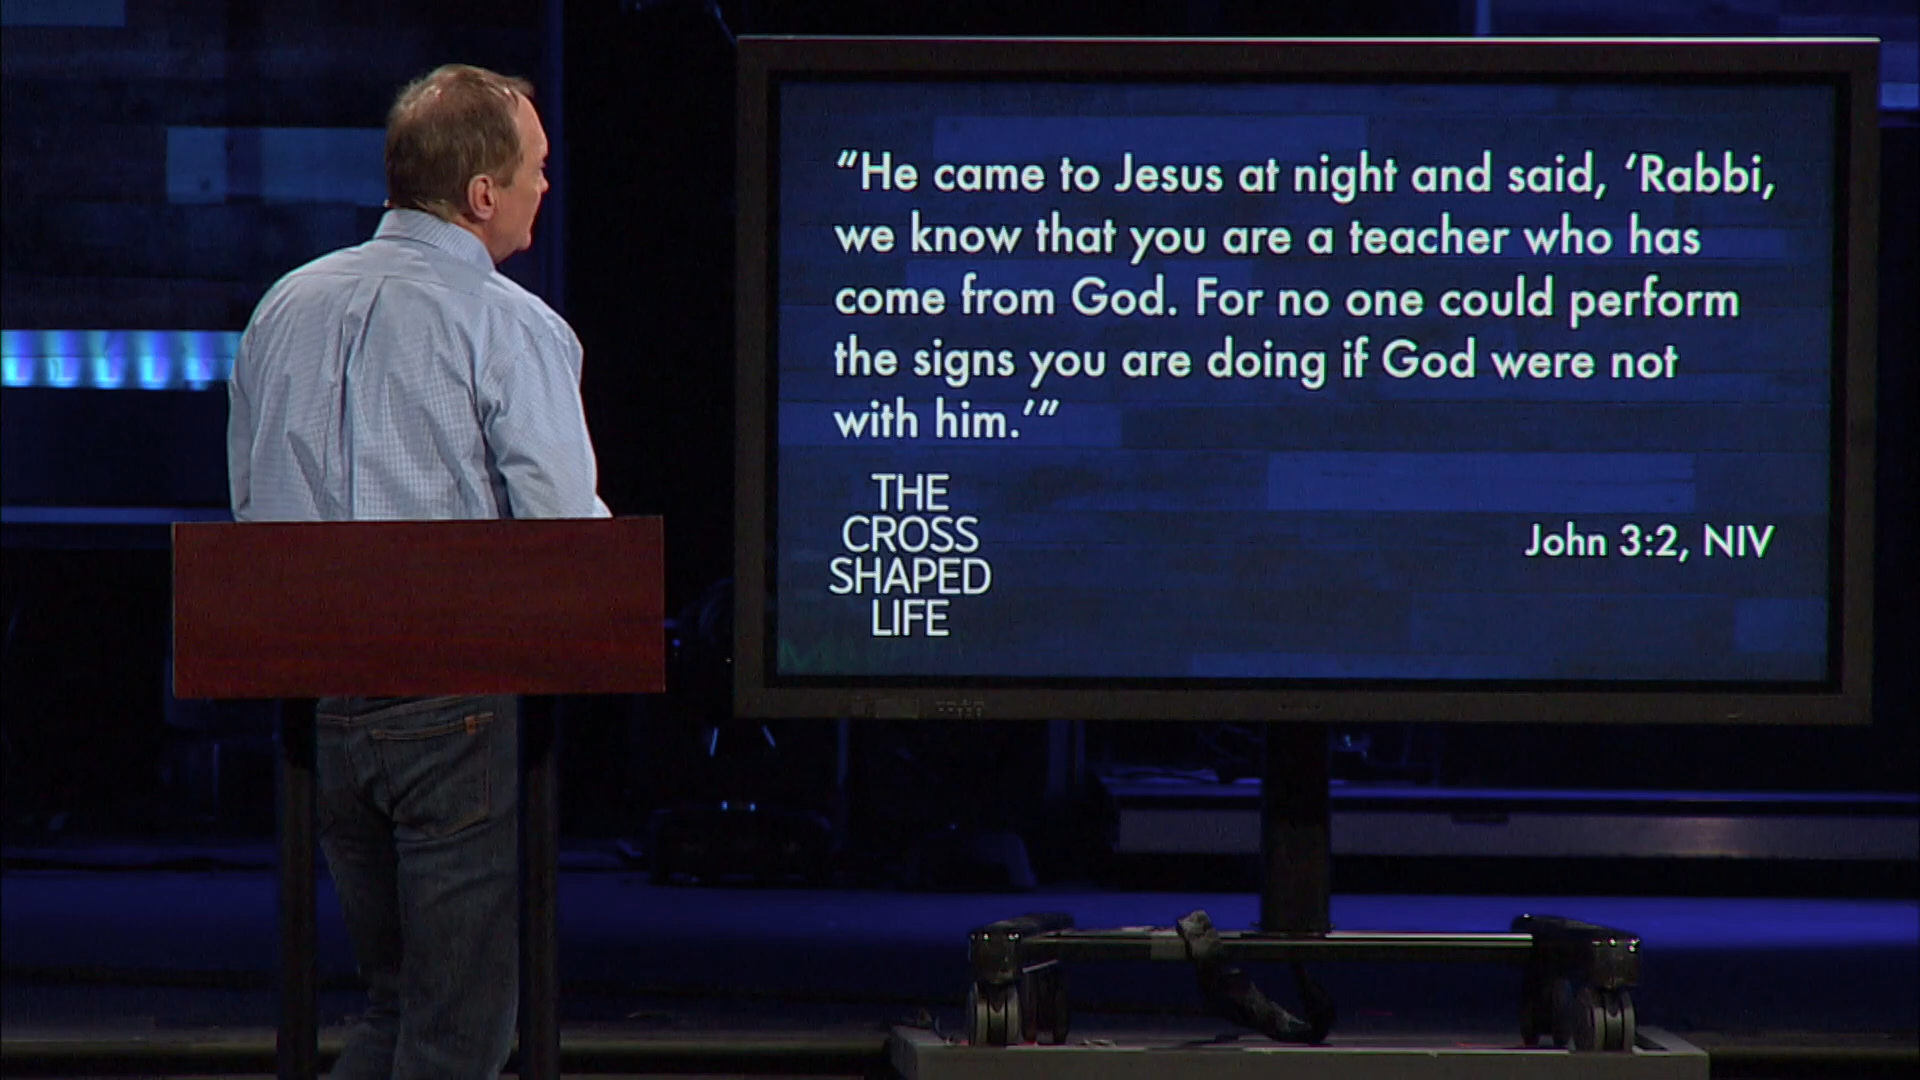 “He came to Jesus at night and said, ‘Rabbi,
we know that you are a teacher who has
come from God. For no one could perform
the signs you are doing if God were not
with him.’”
THE
CROSS
SHAPED
LIFE
John 3:2, NIV